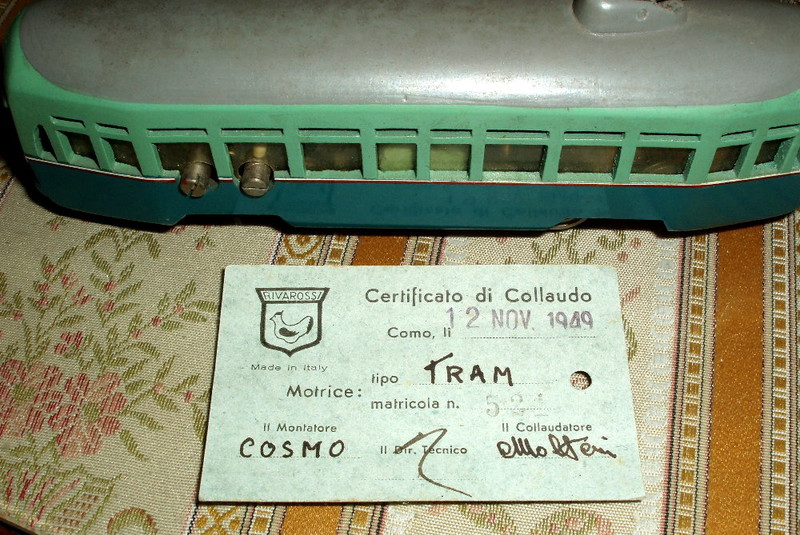 RIVAROSSI
Certificato di Collaudo
Como, li 12 NOV. 1949
Made in Italy
Motrice: tipo TRAM
matricola n.
Il Montatore Il Dir. Tecnico Il Collaudatore
COSMO